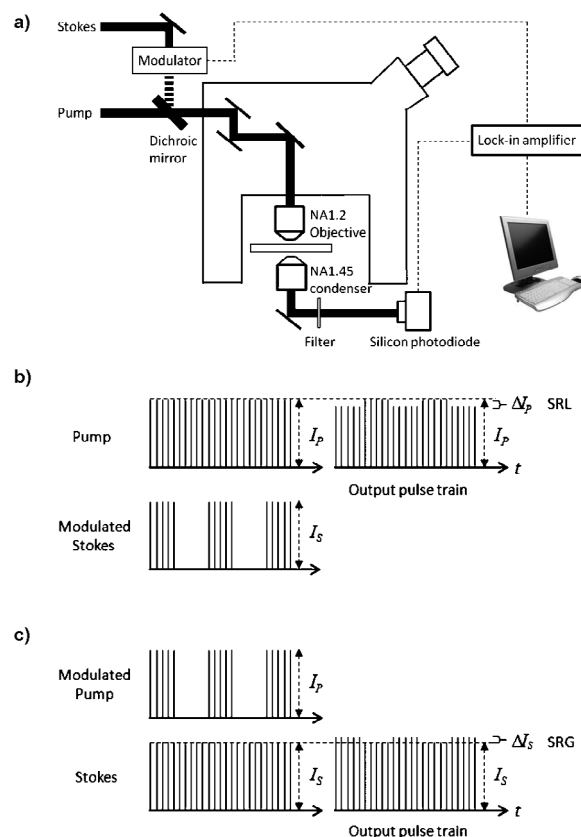 a)
Stokes
Modulator
Pump
Dichroic
mirror
Lock-in amplifier
NA1.2
Objective
NA1.45
condenser
Filter
Silicon photodiode
b)
Pump
I_P
I_P
ΔI_P SRL
t
Output pulse train
Modulated
Stokes
I_S
c)
Modulated
Pump
I_P
Stokes
I_S
I_S
ΔI_S SRG
t
Output pulse train